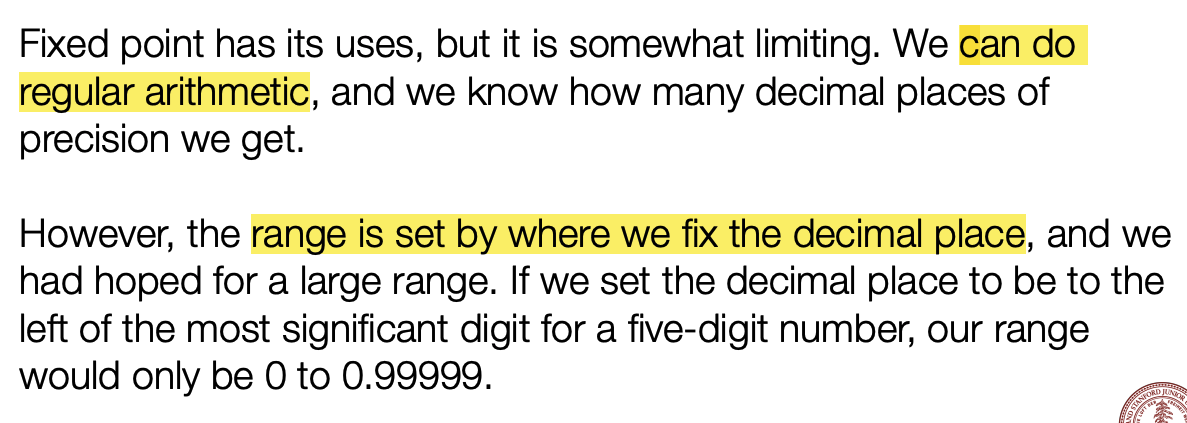 Fixed point has its uses, but it is somewhat limiting. We can do
regular arithmetic, and we know how many decimal places of
precision we get.
However, the range is set by where we fix the decimal place, and we
had hoped for a large range. If we set the decimal place to be to the
left of the most significant digit for a five-digit number, our range
would only be 0 to 0.99999.
STANFORD JUNIOR